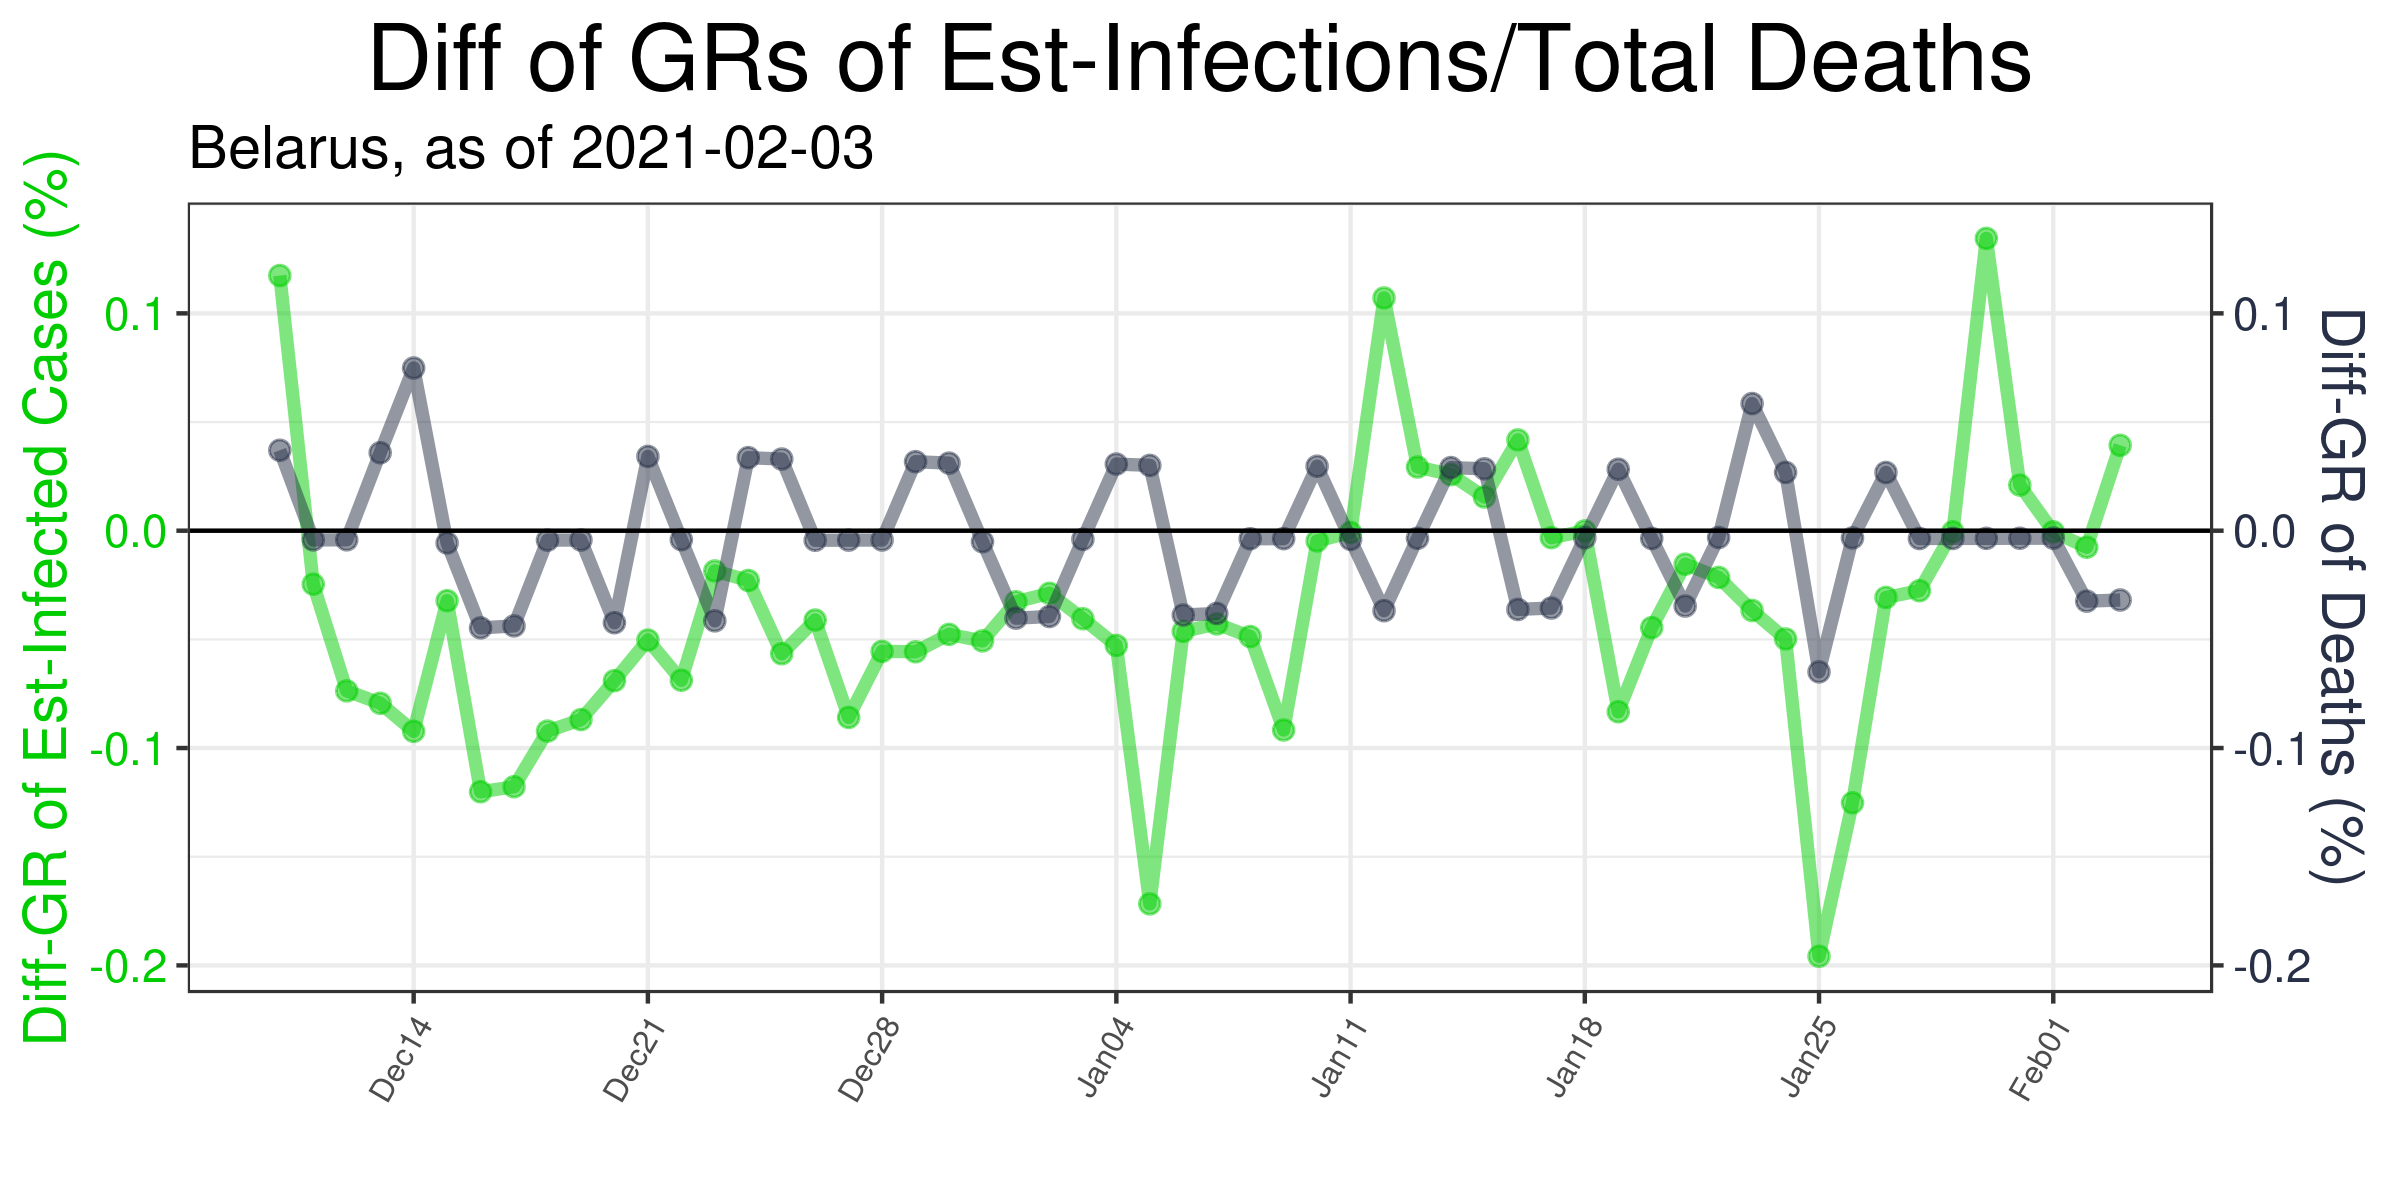 Diff of GRs of Est-Infections/Total Deaths
Belarus, as of 2021-02-03
Diff-GR of Est-Infected Cases (%)
0.1
0.0
-0.1
-0.2
0.1
0.0
-0.1
-0.2
Diff-GR of Deaths (%)
Dec14
Dec21
Dec28
Jan04
Jan11
Jan18
Jan25
Feb01